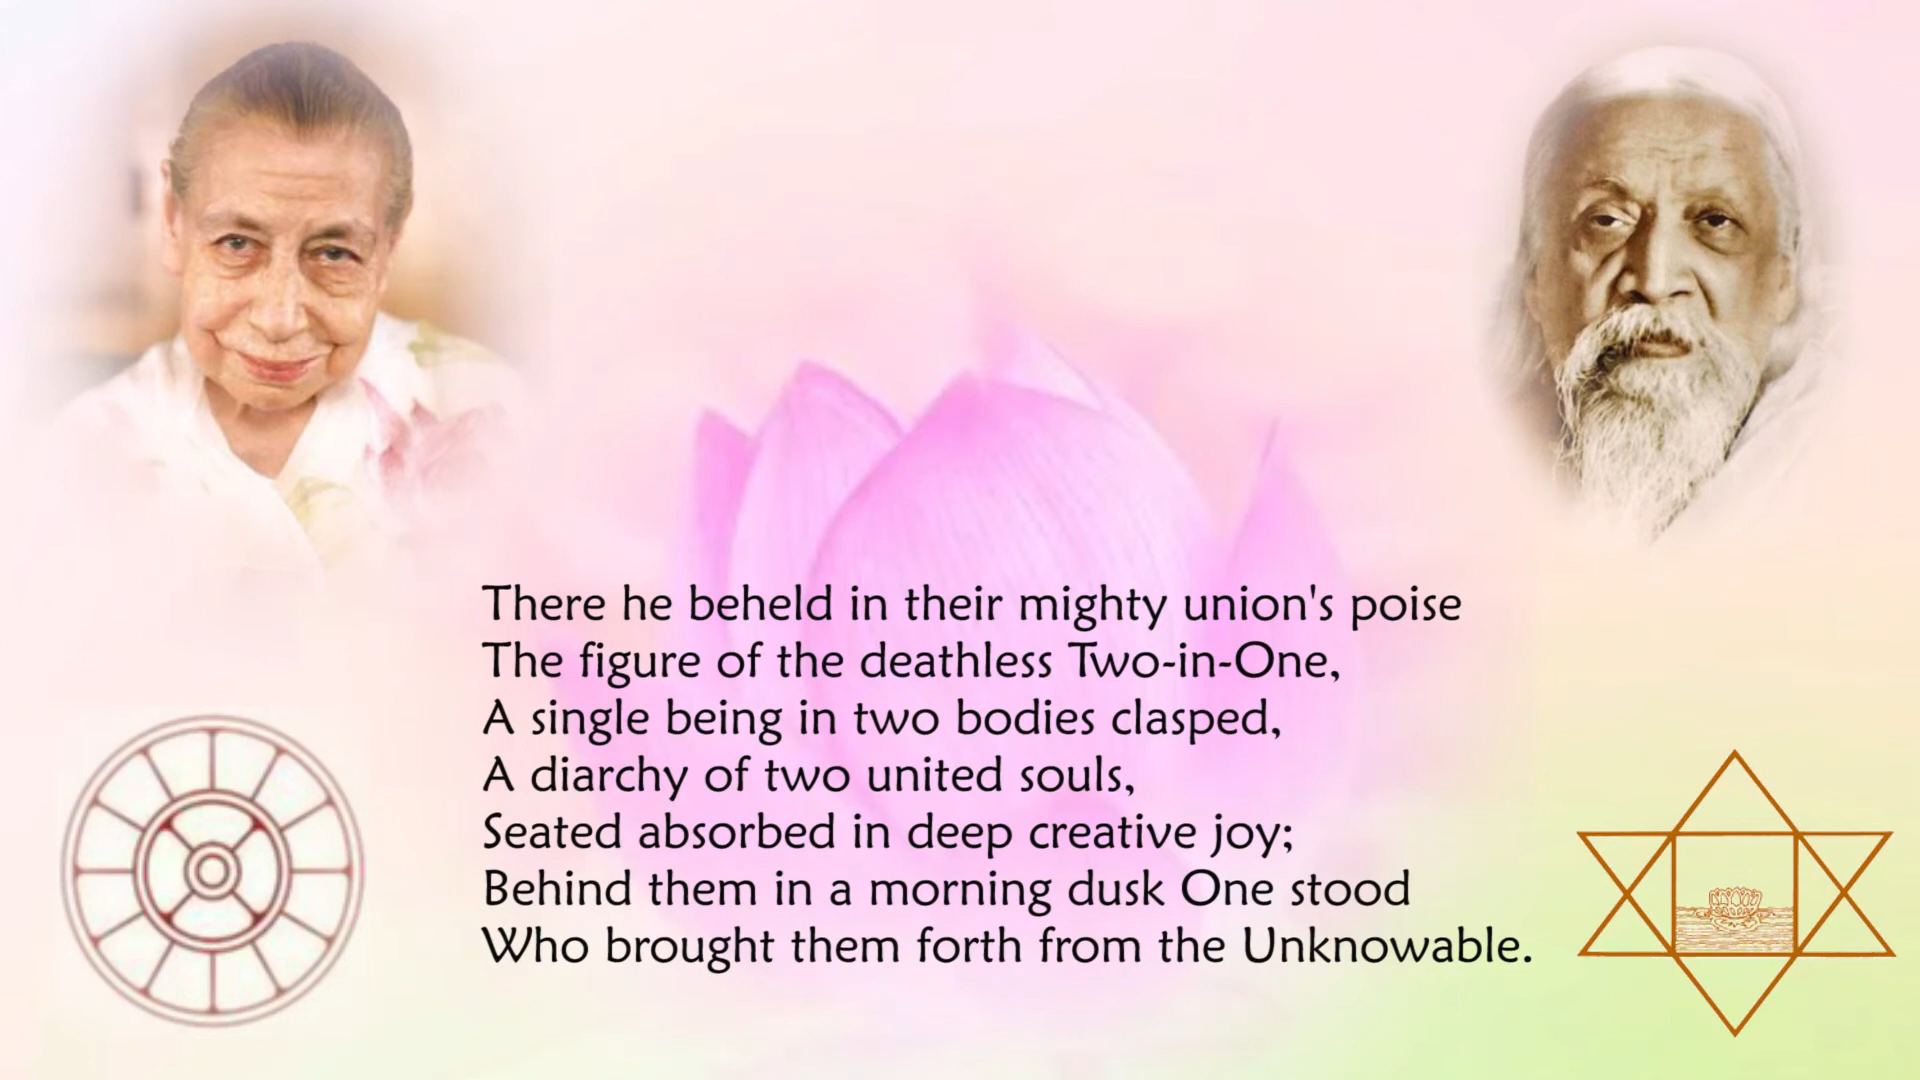 There he beheld in their mighty union's poise
The figure of the deathless Two-in-One,
A single being in two bodies clasped,
A diarchy of two united souls,
Seated absorbed in deep creative joy;
Behind them in a morning dusk One stood
Who brought them forth from the Unknowable.